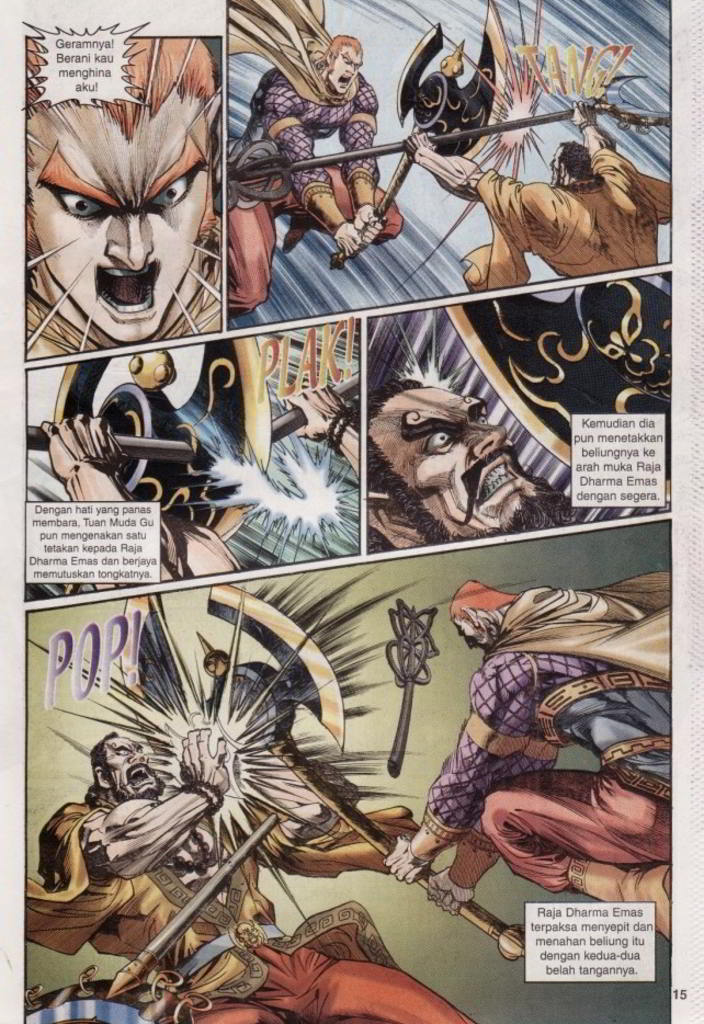 Geramnya!
Berani kau
menghina
aku!
TANG!
PLAK!
Dengan hati yang panas
membara, Tuan Muda Gu
pun mengenakan satu
tetakan kepada Raja
Dharma Emas dan berjaya
memutuskan tongkatnya.
Kemudian dia
pun menetakkan
beliungnya ke
arah muka Raja
Dharma Emas
dengan segera.
POP!
Raja Dharma Emas
terpaksa menyepit dan
menahan beliung itu
dengan kedua-dua
belah tangannya.
15